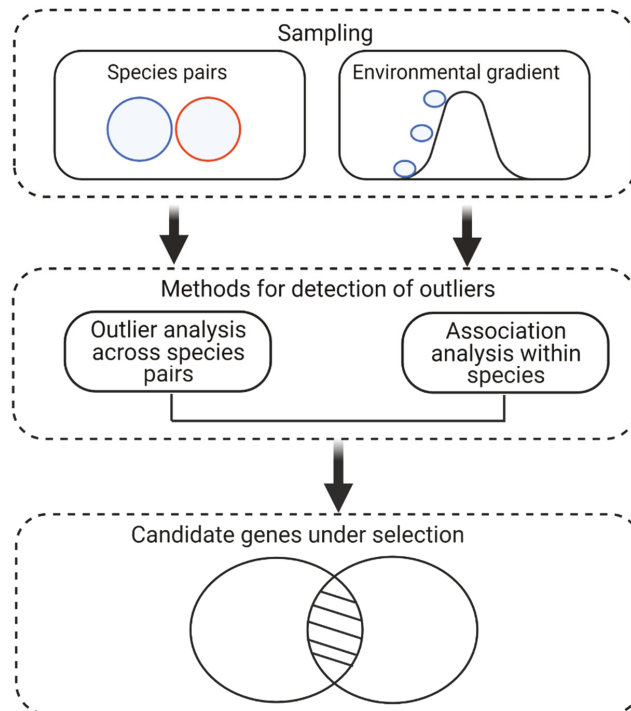 Sampling
Species pairs
Environmental gradient
Methods for detection of outliers
Outlier analysis
across species
pairs
Association
analysis within
species
Candidate genes under selection